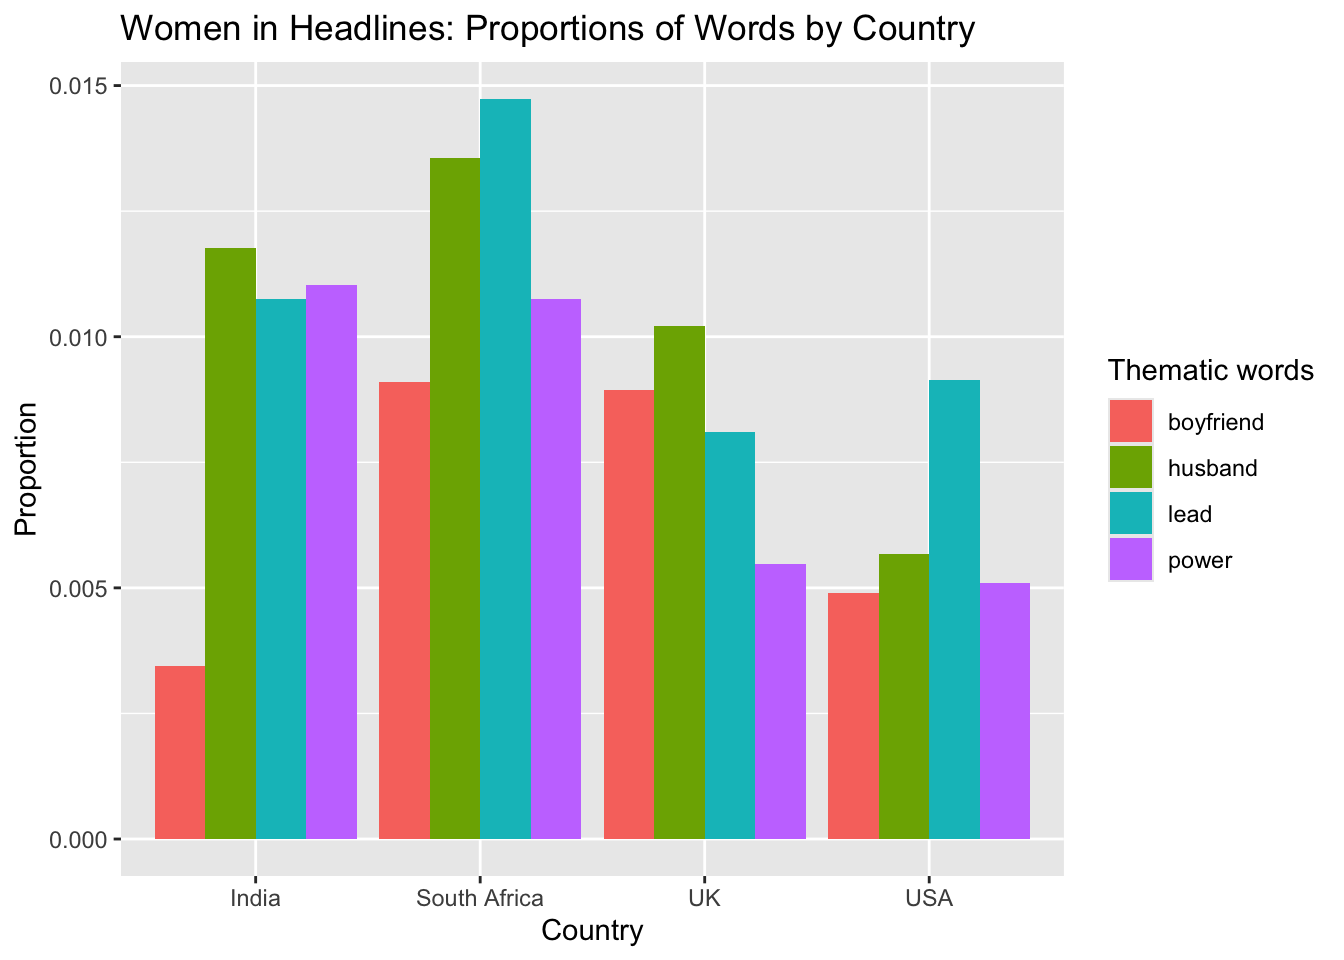 Women in Headlines: Proportions of Words by Country
0.015
0.010
0.005
0.000
Proportion
India
South Africa
UK
USA
Country
Thematic words
boyfriend
husband
lead
power